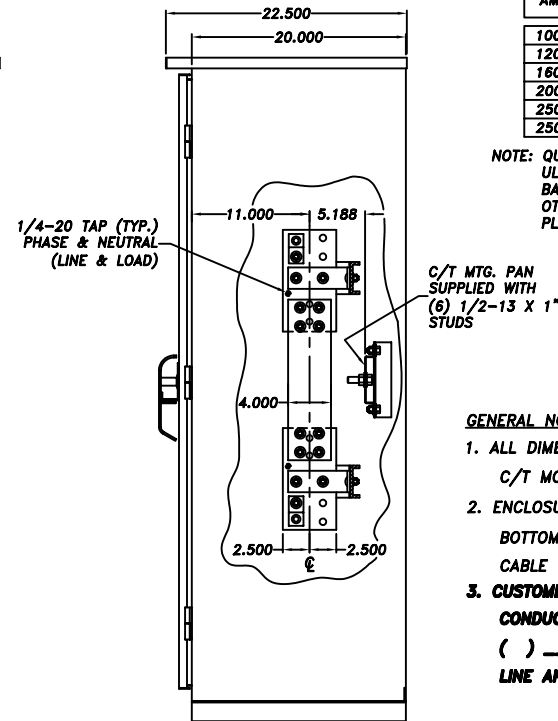 22.500
20.000
11.000
5.188
1/4-20 TAP (TYP.)
PHASE & NEUTRAL
(LINE & LOAD)
C/T MTG. PAN
SUPPLIED WITH
(6) 1/2-13 X 1"
STUDS
4.000
2.500
2.500
℄
100
120
160
200
250
250
NOTE: QU
UL
BA
OT
PL
GENERAL NO
1. ALL DIME
C/T MO
2. ENCLOSU
BOTTOM
CABLE
3. CUSTOME
CONDUC
( )
LINE AN